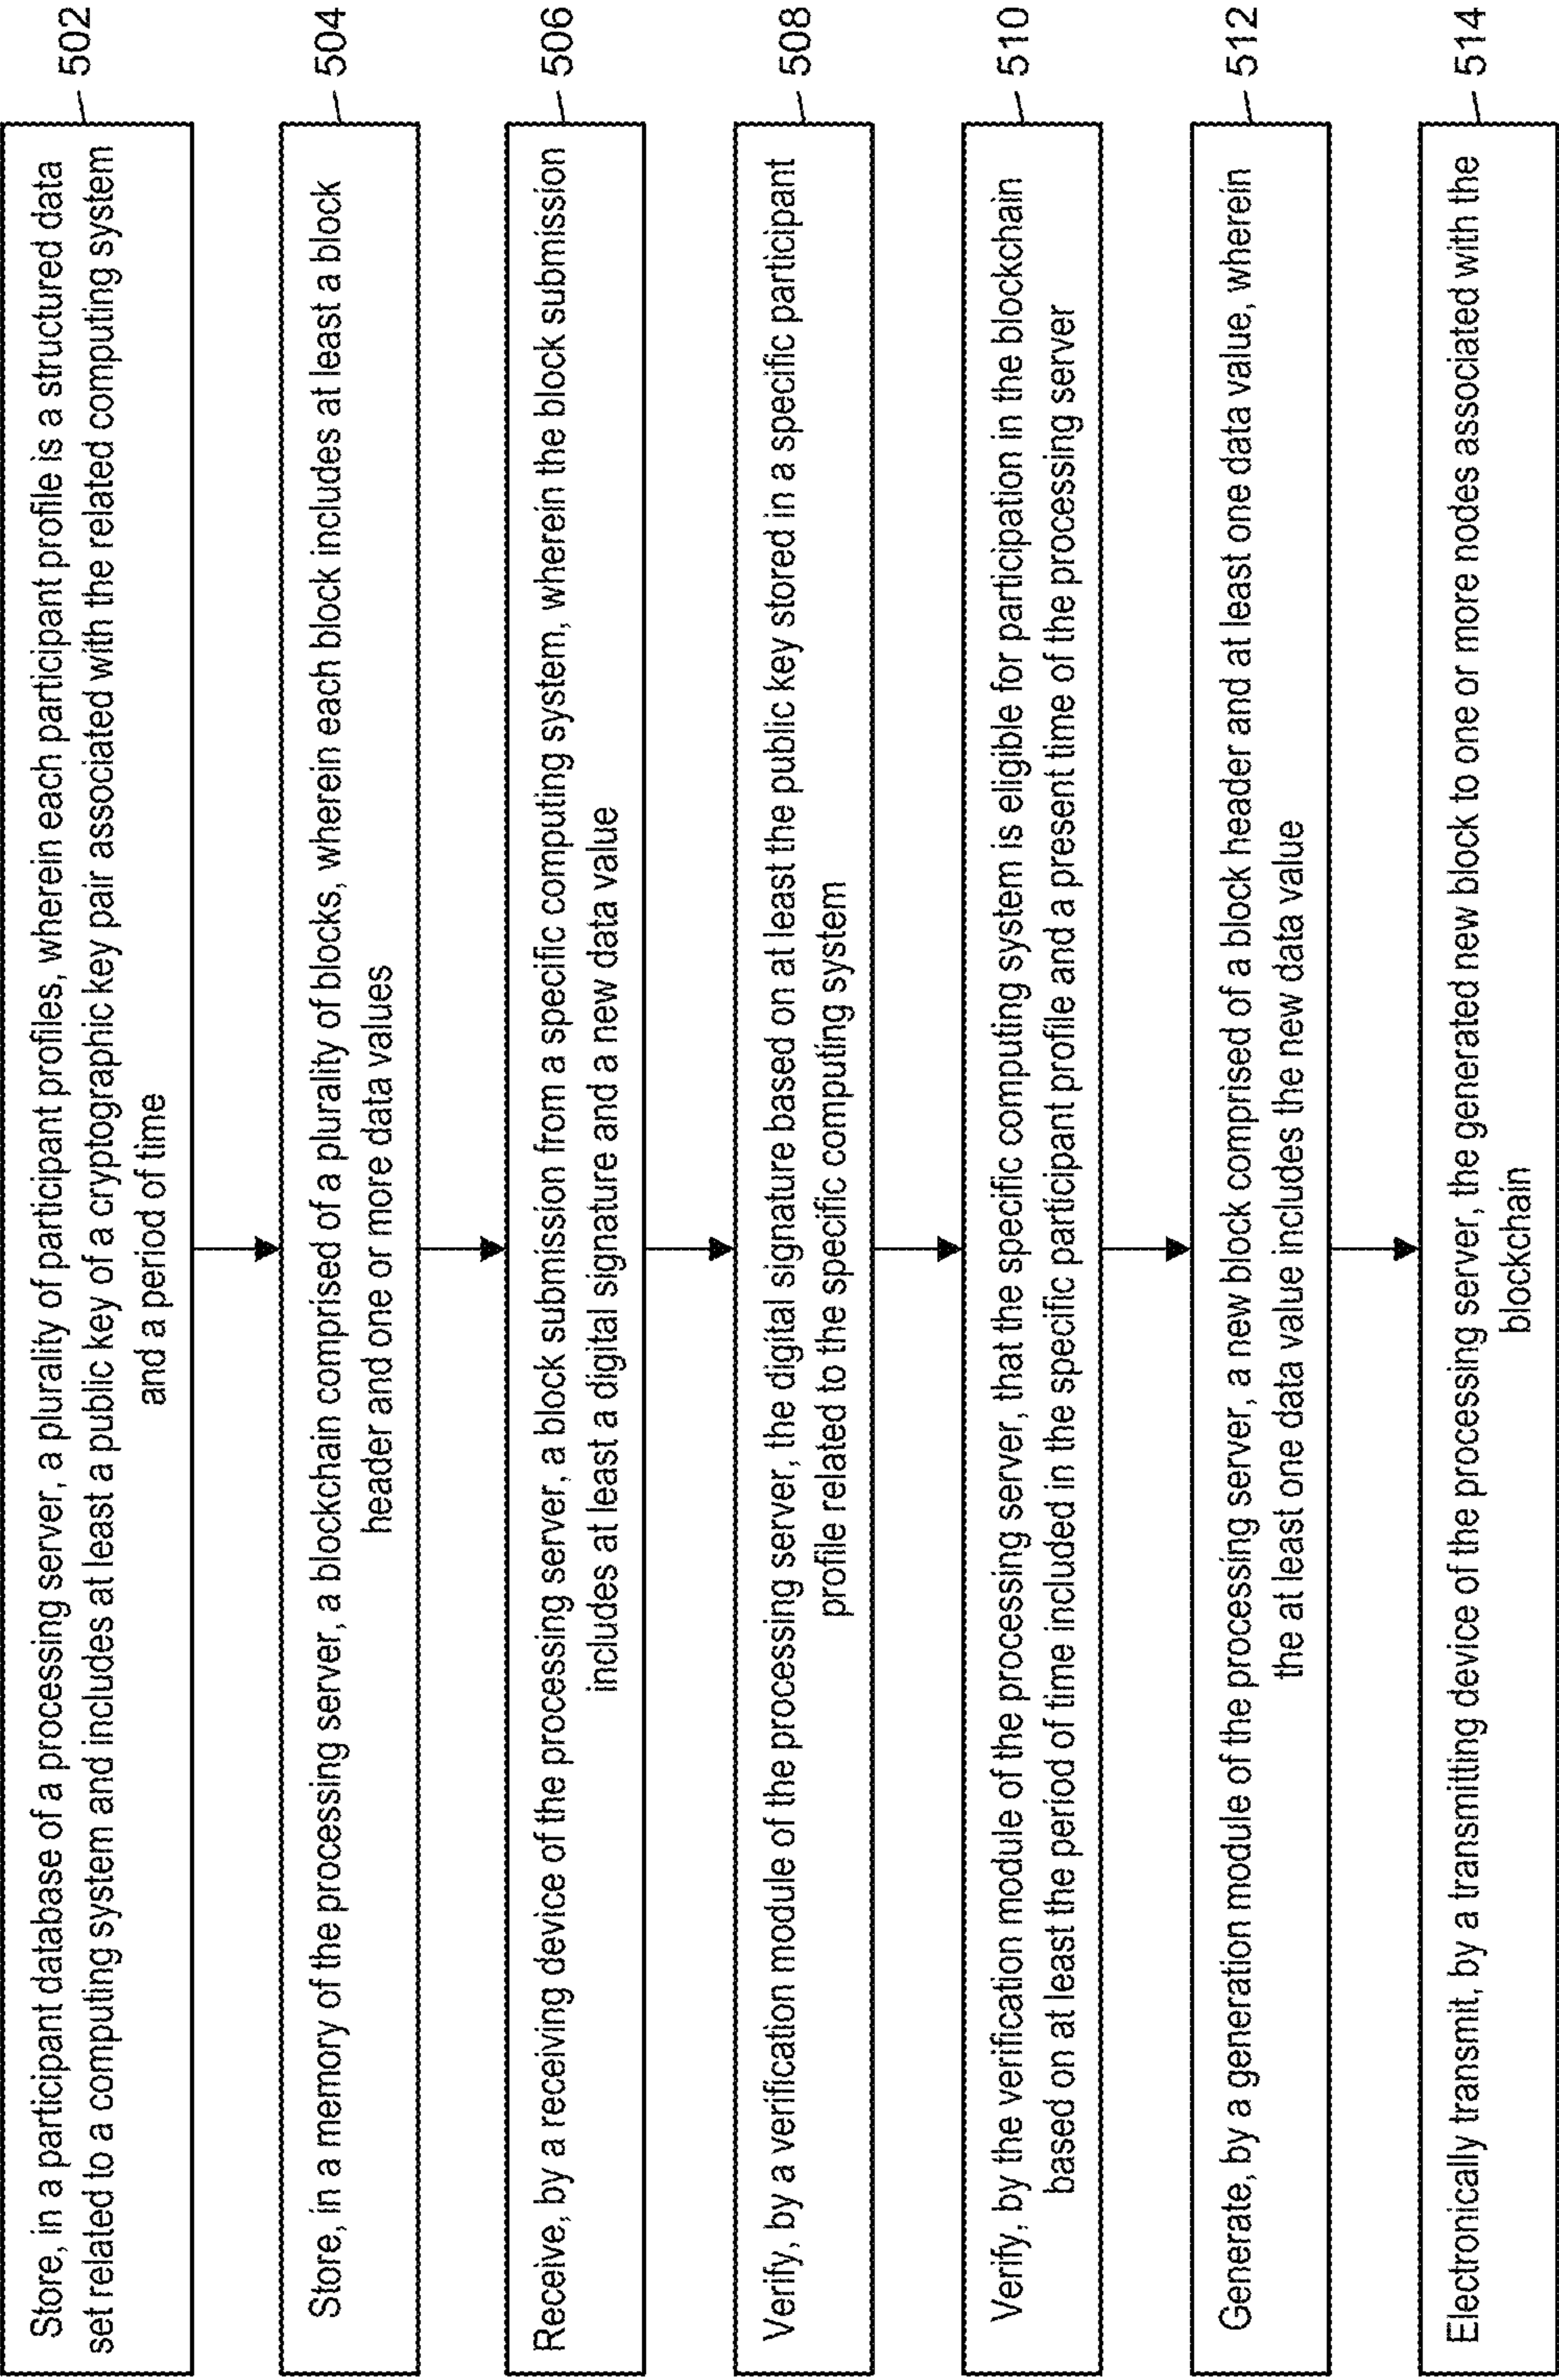 Store, in a participant database of a processing server, a plurality of participant profiles, wherein each participant profile is a structured data
set related to a computing system and includes at least a public key of a cryptographic key pair associated with the related computing system
and a period of time
502
Store, in a memory of the processing server, a blockchain comprised of a plurality of blocks, wherein each block includes at least a block
header and one or more data values
504
Receive, by a receiving device of the processing server, a block submission from a specific computing system, wherein the block submission
includes at least a digital signature and a new data value
506
Verify, by a verification module of the processing server, the digital signature based on at least the public key stored in a specific participant
profile related to the specific computing system
508
Verify, by the verification module of the processing server, that the specific computing system is eligible for participation in the blockchain
based on at least the period of time included in the specific participant profile and a present time of the processing server
510
Generate, by a generation module of the processing server, a new block comprised of a block header and at least one data value, wherein
the at least one data value includes the new data value
512
Electronically transmit, by a transmitting device of the processing server, the generated new block to one or more nodes associated with the
blockchain
514